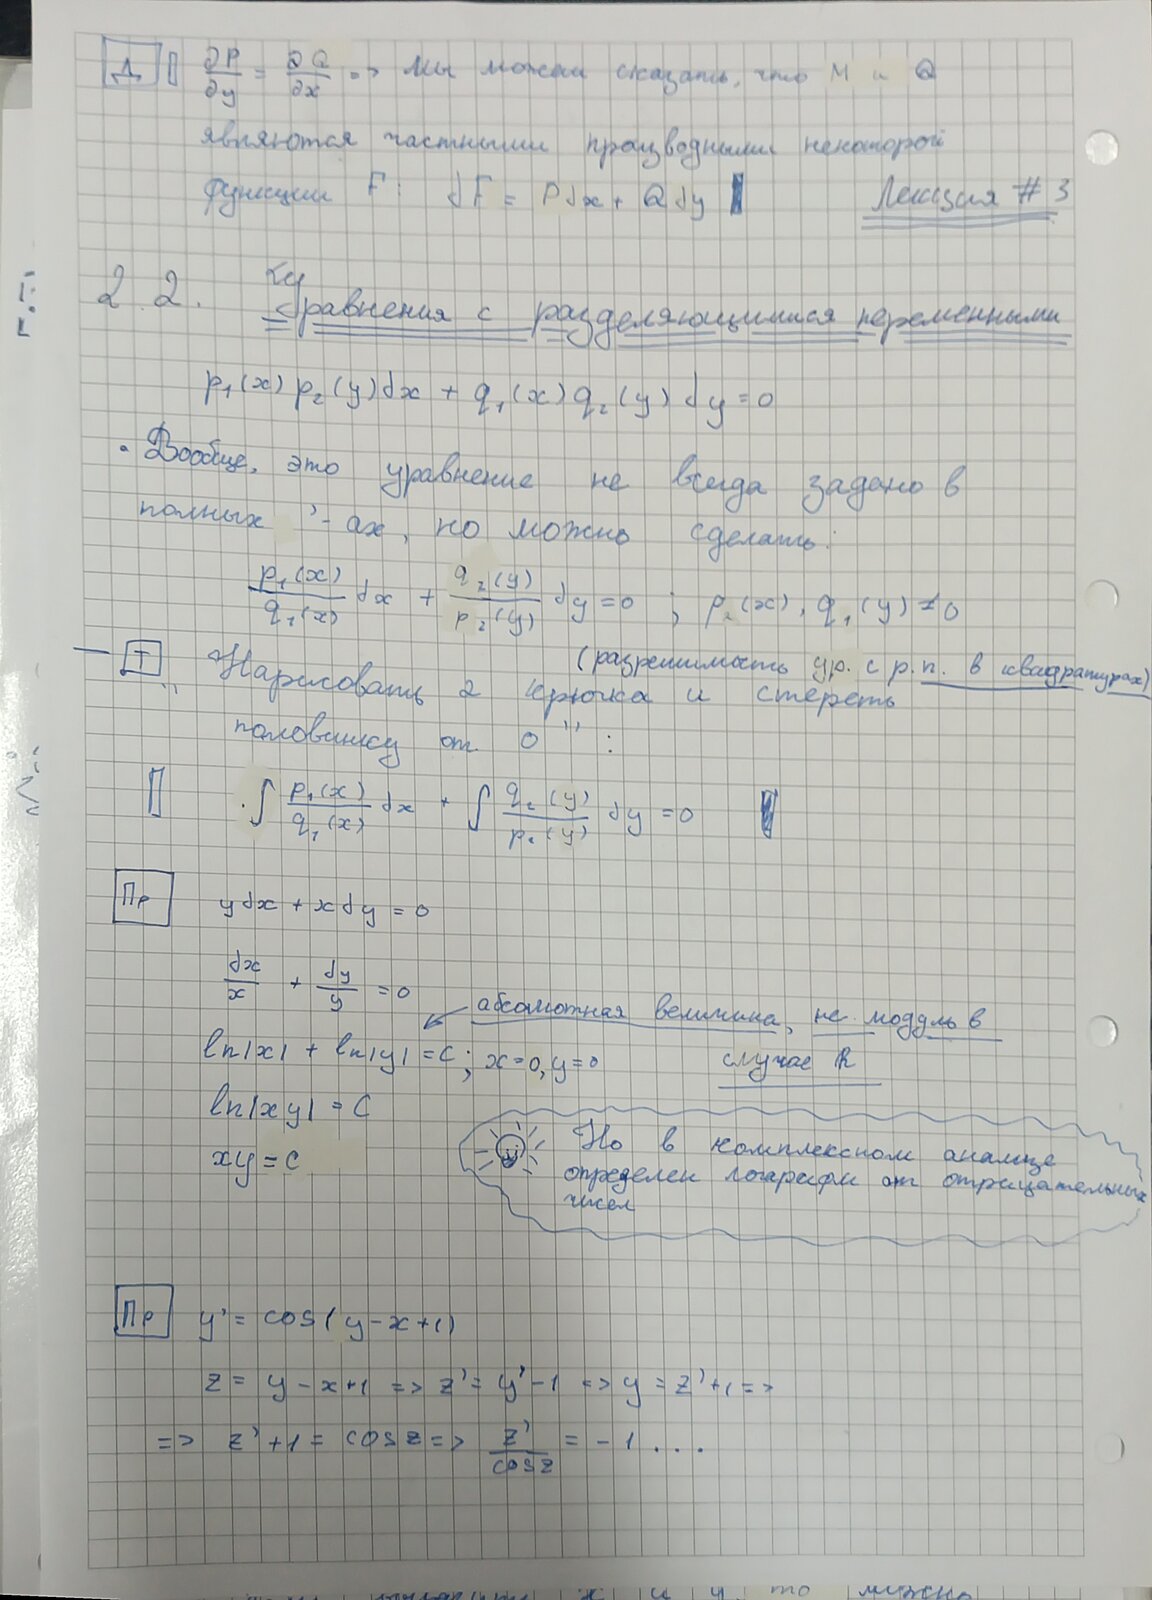 Д ∂P/∂y = ∂Q/∂x => мы можем сказать, что M и Q
являются частными производными некоторой
функции F: dF = Pdx + Qdy
Лекция # 3
2.2. Уравнения с разделяющимися переменными
p₁(x)p₂(y)dx + q₁(x)q₂(y)dy = 0
• Вообще, это уравнение не всегда задано в
полных '-ах, но можно сделать:
p₁(x)/q₁(x) dx + q₂(y)/p₂(y) dy = 0 ; p₂(x), q₁(y) ≠ 0
Т (разрешимость ур. с р.п. в квадратурах)
"Нарисовать 2 крючка и стереть
половинку от 0":
∫ p₁(x)/q₁(x) dx + ∫ q₂(y)/p₂(y) dy = 0
Пр ydx + xdy = 0
dx/x + dy/y = 0
абсолютная величина, не модуль в
случае R
ln|x| + ln|y| = C; x=0, y=0
ln|xy| = C
xy = C
Но в комплексном анализе
определен логарифм от отрицательных
чисел
Пр y' = cos(y-x+1)
z = y-x+1 => z' = y'-1 => y = z'+1 =>
=> z'+1 = cosz => z'/cosz = -1 ...